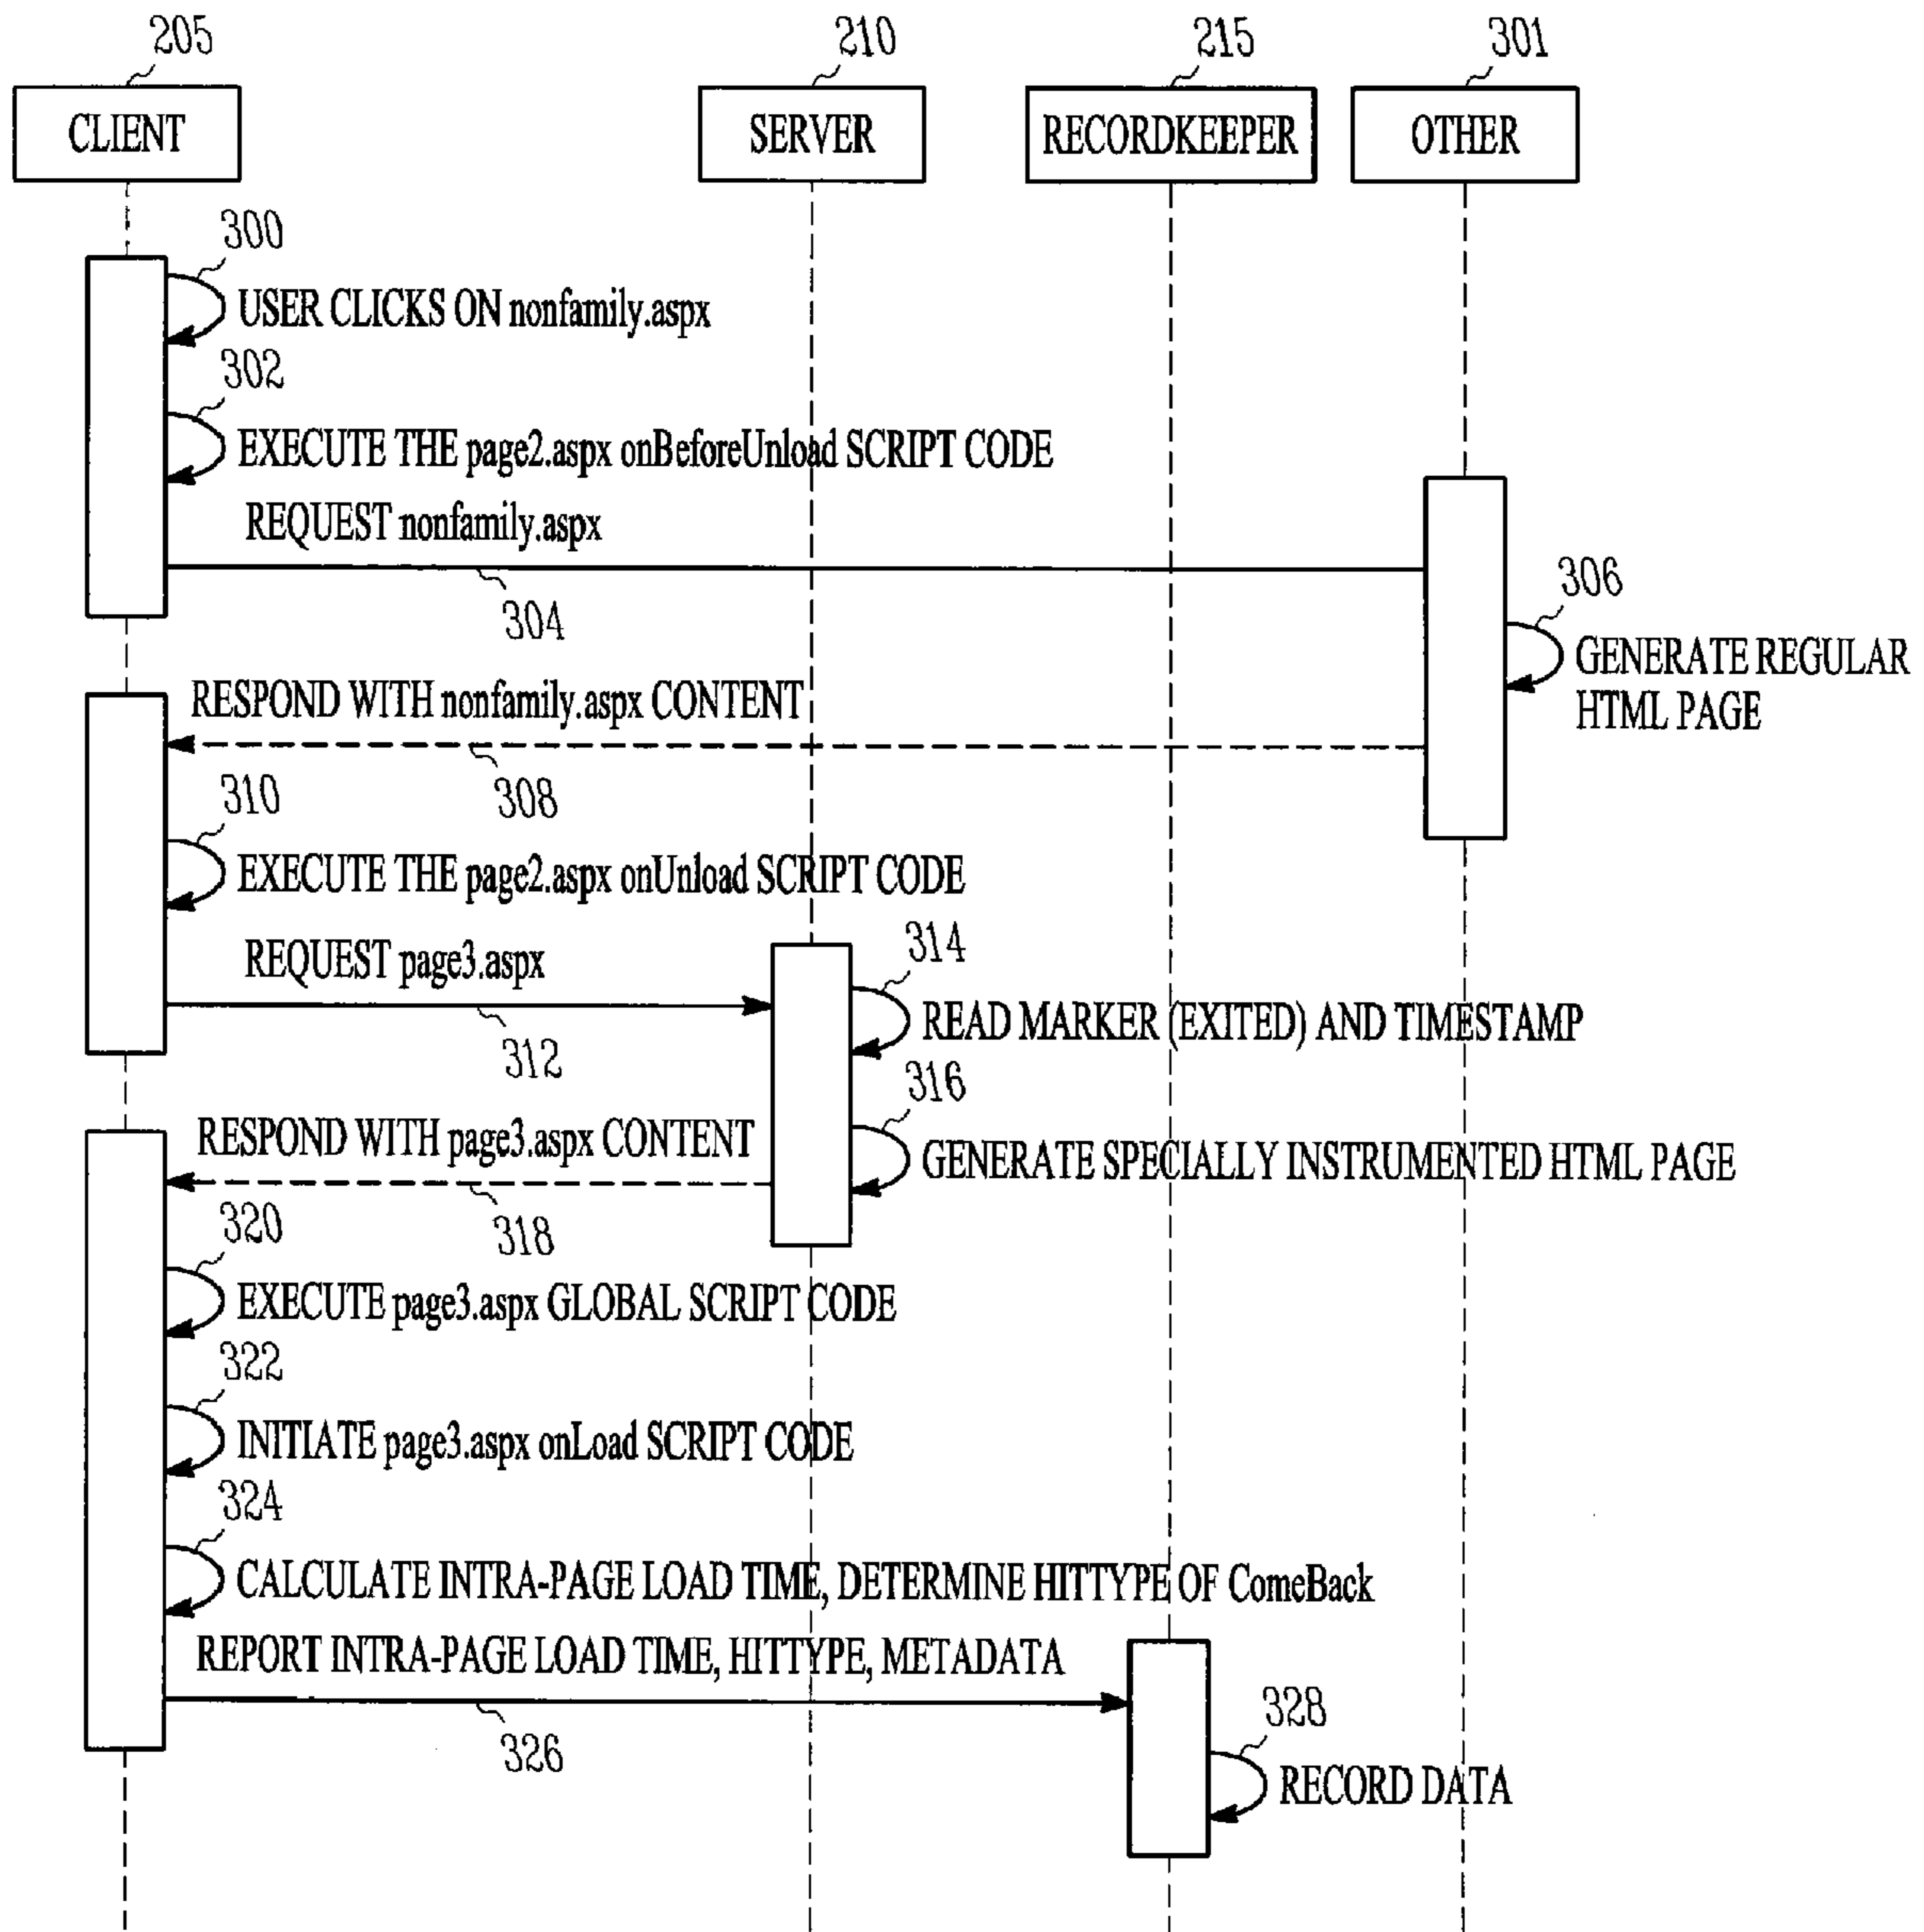 205
210
215
301
CLIENT
SERVER
RECORDKEEPER
OTHER
300
USER CLICKS ON nonfamily.aspx
302
EXECUTE THE page2.aspx onBeforeUnload SCRIPT CODE
REQUEST nonfamily.aspx
304
306
GENERATE REGULAR
HTML PAGE
RESPOND WITH nonfamily.aspx CONTENT
308
310
EXECUTE THE page2.aspx onUnload SCRIPT CODE
REQUEST page3.aspx
312
314
READ MARKER (EXITED) AND TIMESTAMP
316
GENERATE SPECIALLY INSTRUMENTED HTML PAGE
RESPOND WITH page3.aspx CONTENT
318
320
EXECUTE page3.aspx GLOBAL SCRIPT CODE
322
INITIATE page3.aspx onLoad SCRIPT CODE
324
CALCULATE INTRA-PAGE LOAD TIME, DETERMINE HITTYPE OF ComeBack
REPORT INTRA-PAGE LOAD TIME, HITTYPE, METADATA
326
328
RECORD DATA